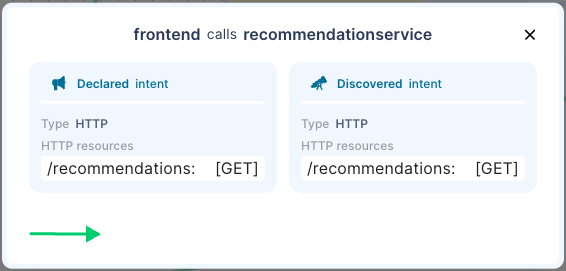 frontend calls recommendationservice
Declared intent
Type HTTP
HTTP resources
/recommendations: [GET]
Discovered intent
Type HTTP
HTTP resources
/recommendations: [GET]